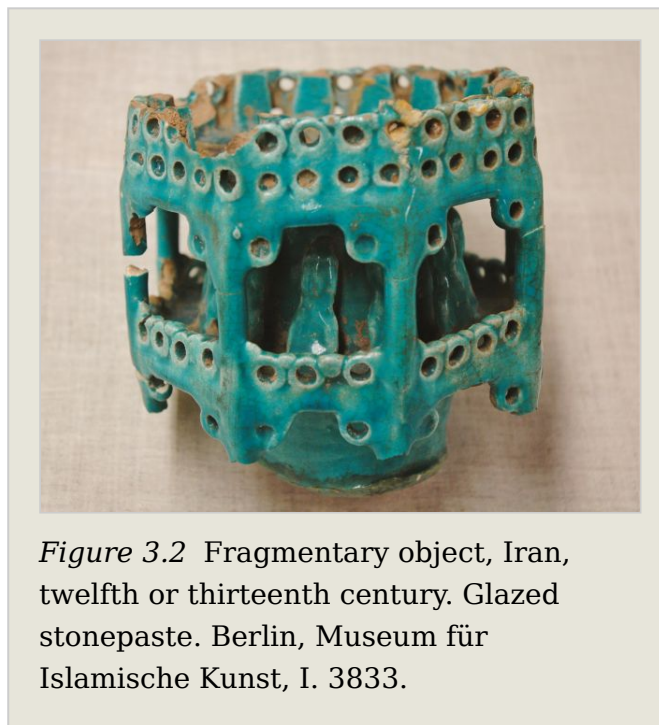 Figure 3.2 Fragmentary object, Iran,
twelfth or thirteenth century. Glazed
stonepaste. Berlin, Museum für
Islamische Kunst, I. 3833.